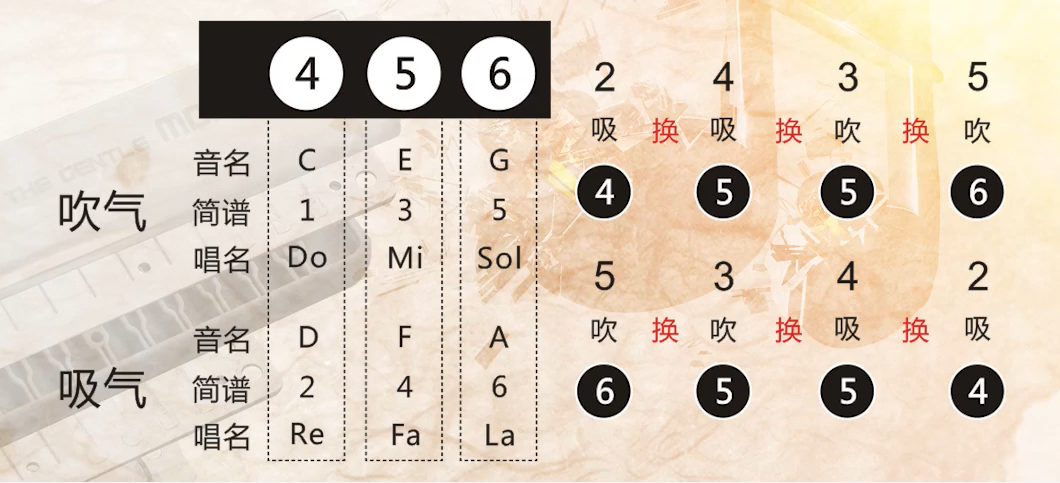 4 5 6
音名 C E G
吹气 简谱 1 3 5
唱名 Do Mi Sol
音名 D F A
吸气 简谱 2 4 6
唱名 Re Fa La
2 4 3 5
吸 换 吸 换 吹 换 吹
4 5 5 6
5 3 4 2
吹 换 吹 换 吸 换 吸
6 5 5 4
THE GENTLE